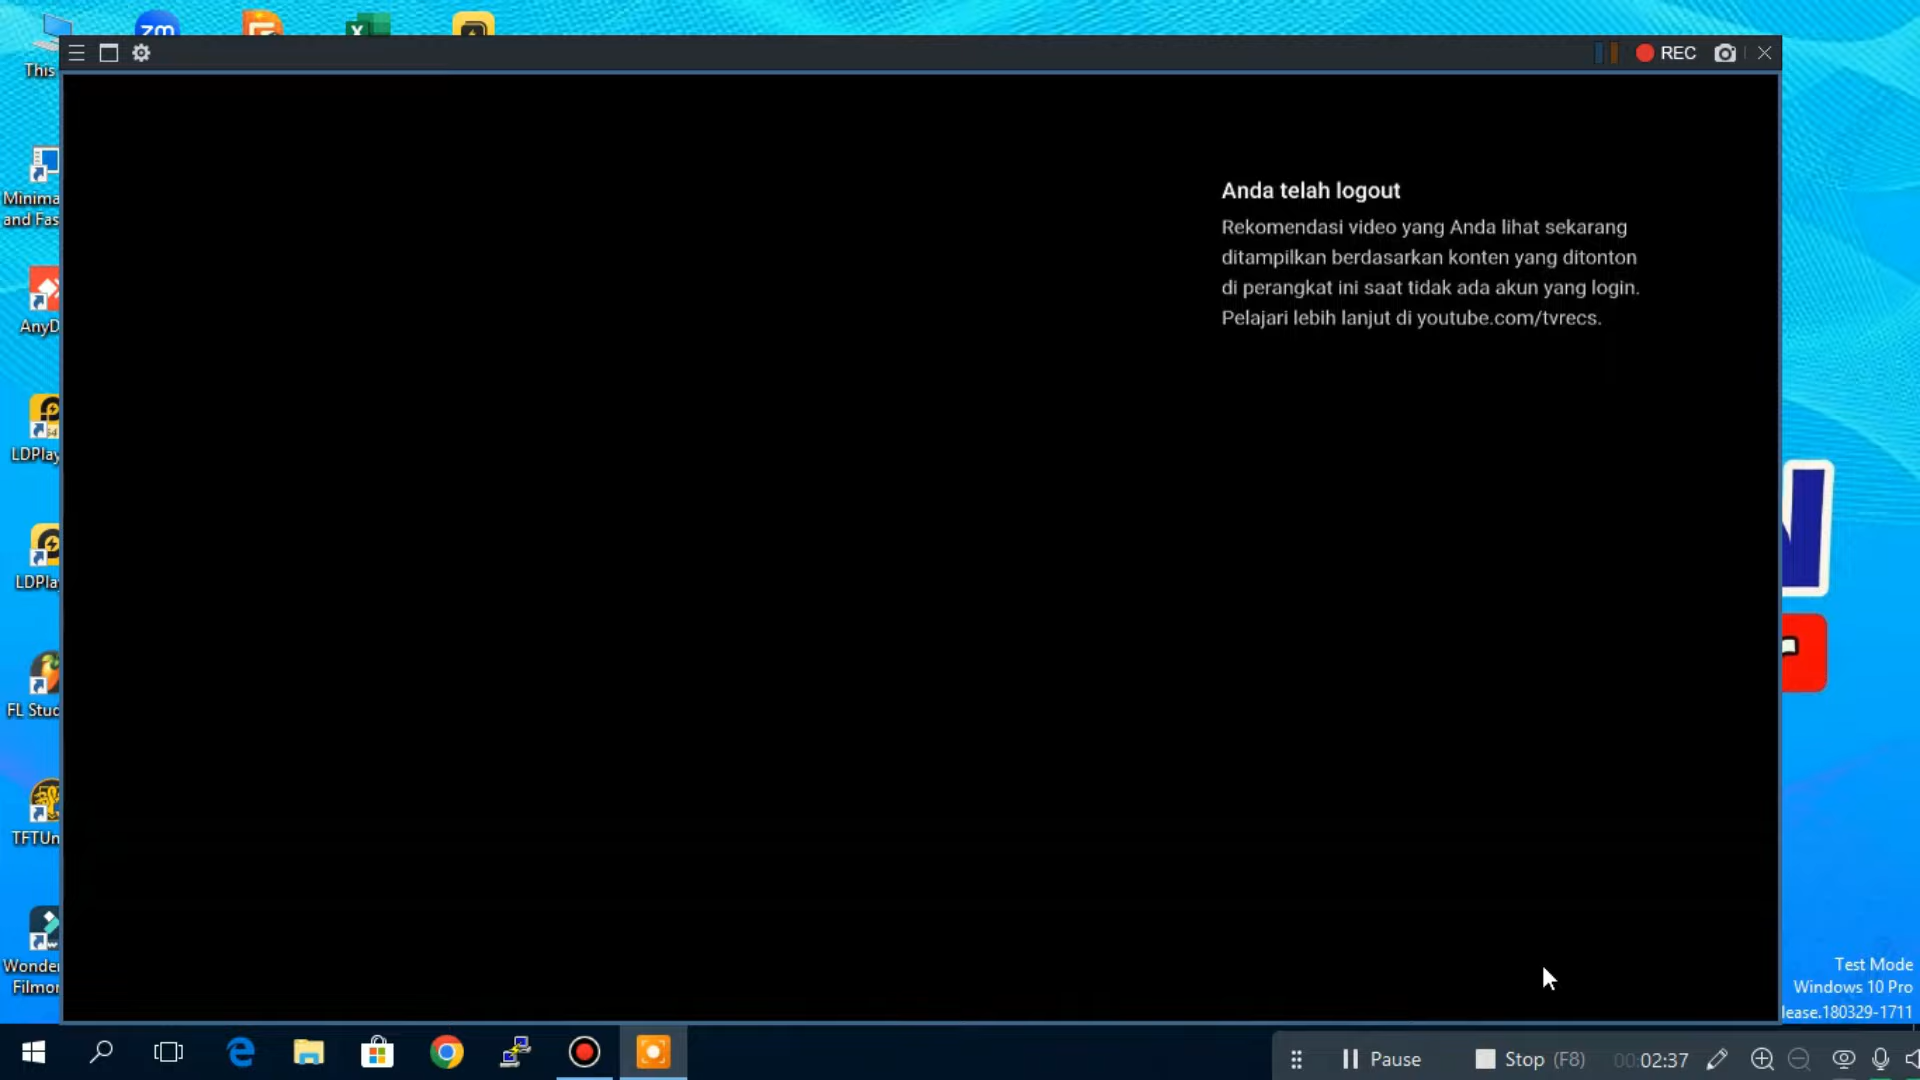 zm
REC
This
Anda telah logout
Rekomendasi video yang Anda lihat sekarang
ditampilkan berdasarkan konten yang ditonton
di perangkat ini saat tidak ada akun yang login.
Pelajari lebih lanjut di youtube.com/tvrecs.
Minima
and Fas
AnyD
LDPlay
LDPla
FL Stud
TFTUn
Wonder
Filmor
N
Test Mode
Windows 10 Pro
lease.180329-1711
Pause
Stop (F8)
00:02:37